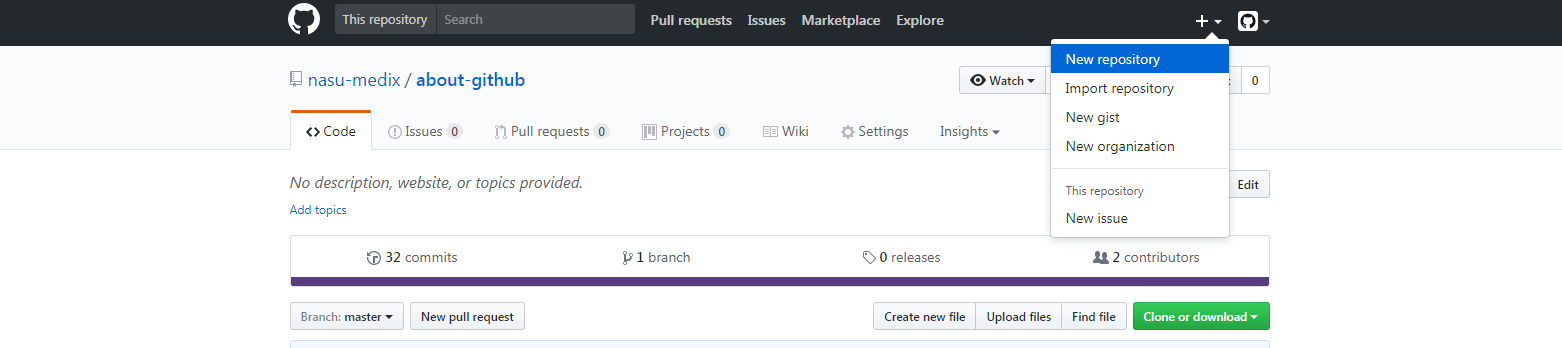 This repository Search Pull requests Issues Marketplace Explore
New repository
nasu-medix / about-github Watch 0
Import repository
New gist
Code Issues 0 Pull requests 0 Projects 0 Wiki Settings Insights
New organization
No description, website, or topics provided. Edit
This repository
Add topics
New issue
32 commits 1 branch 0 releases 2 contributors
Branch: master New pull request Create new file Upload files Find file Clone or download